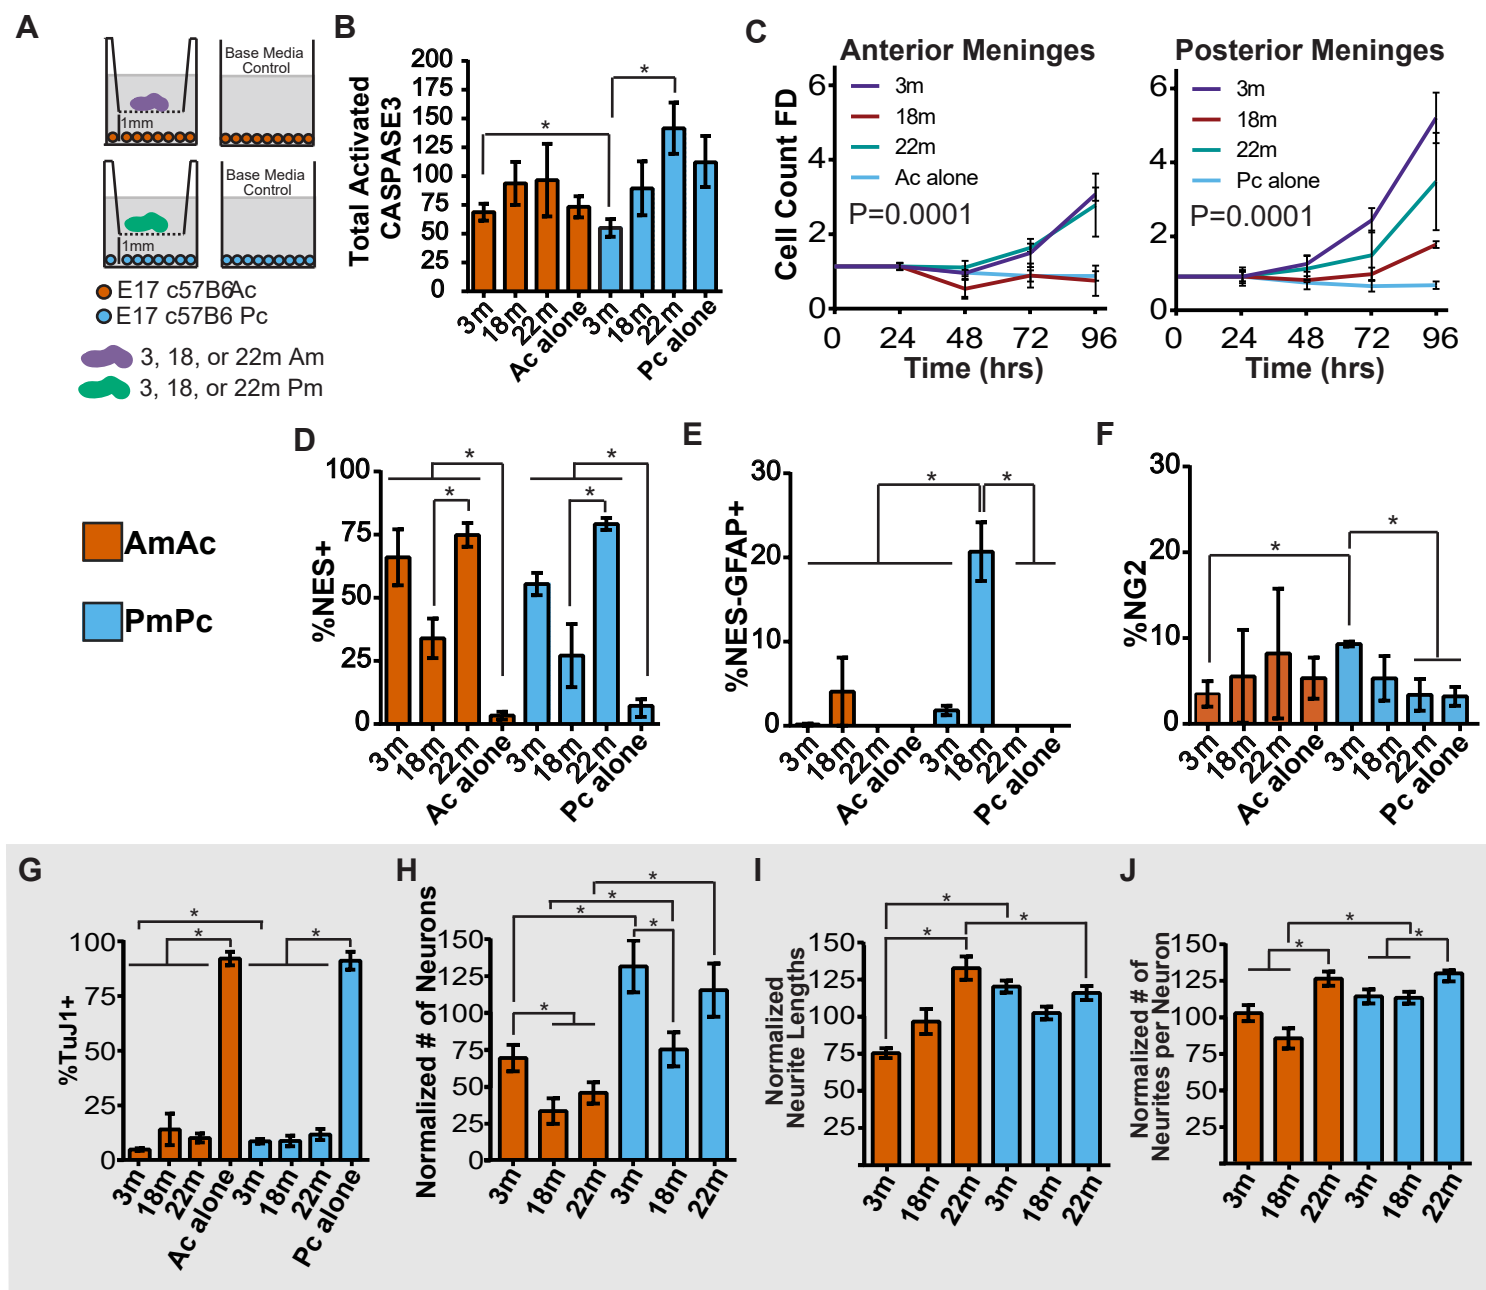 A
Base Media
Control
1mm
Base Media
Control
1mm
E17 c57B6Ac
E17 c57B6 Pc
3, 18, or 22m Am
3, 18, or 22m Pm
B
Total Activated
CASPASE3
200
175
150
125
100
75
50
25
0
*
*
3m
18m
22m
Ac alone
3m
18m
22m
Pc alone
C
Anterior Meninges
Cell Count FD
6
4
2
0
3m
18m
22m
Ac alone
P=0.0001
0 24 48 72 96
Time (hrs)
Posterior Meninges
6
4
2
0
3m
18m
22m
Pc alone
P=0.0001
0 24 48 72 96
Time (hrs)
AmAc
PmPc
D
%NES+
100
75
50
25
0
*
*
*
*
3m
18m
22m
Ac alone
3m
18m
22m
Pc alone
E
%NES-GFAP+
30
20
10
0
*
*
3m
18m
22m
Ac alone
3m
18m
22m
Pc alone
F
%NG2
30
20
10
0
*
*
3m
18m
22m
Ac alone
3m
18m
22m
Pc alone
G
%TuJ1+
100
75
50
25
0
*
*
*
3m
18m
22m
Ac alone
3m
18m
22m
Pc alone
H
Normalized # of Neurons
150
125
100
75
50
25
0
*
*
*
*
*
3m
18m
22m
3m
18m
22m
I
Normalized
Neurite Lengths
150
125
100
75
50
25
*
*
*
3m
18m
22m
3m
18m
22m
J
Normalized # of
Neurites per Neuron
150
125
100
75
50
25
*
*
*
3m
18m
22m
3m
18m
22m